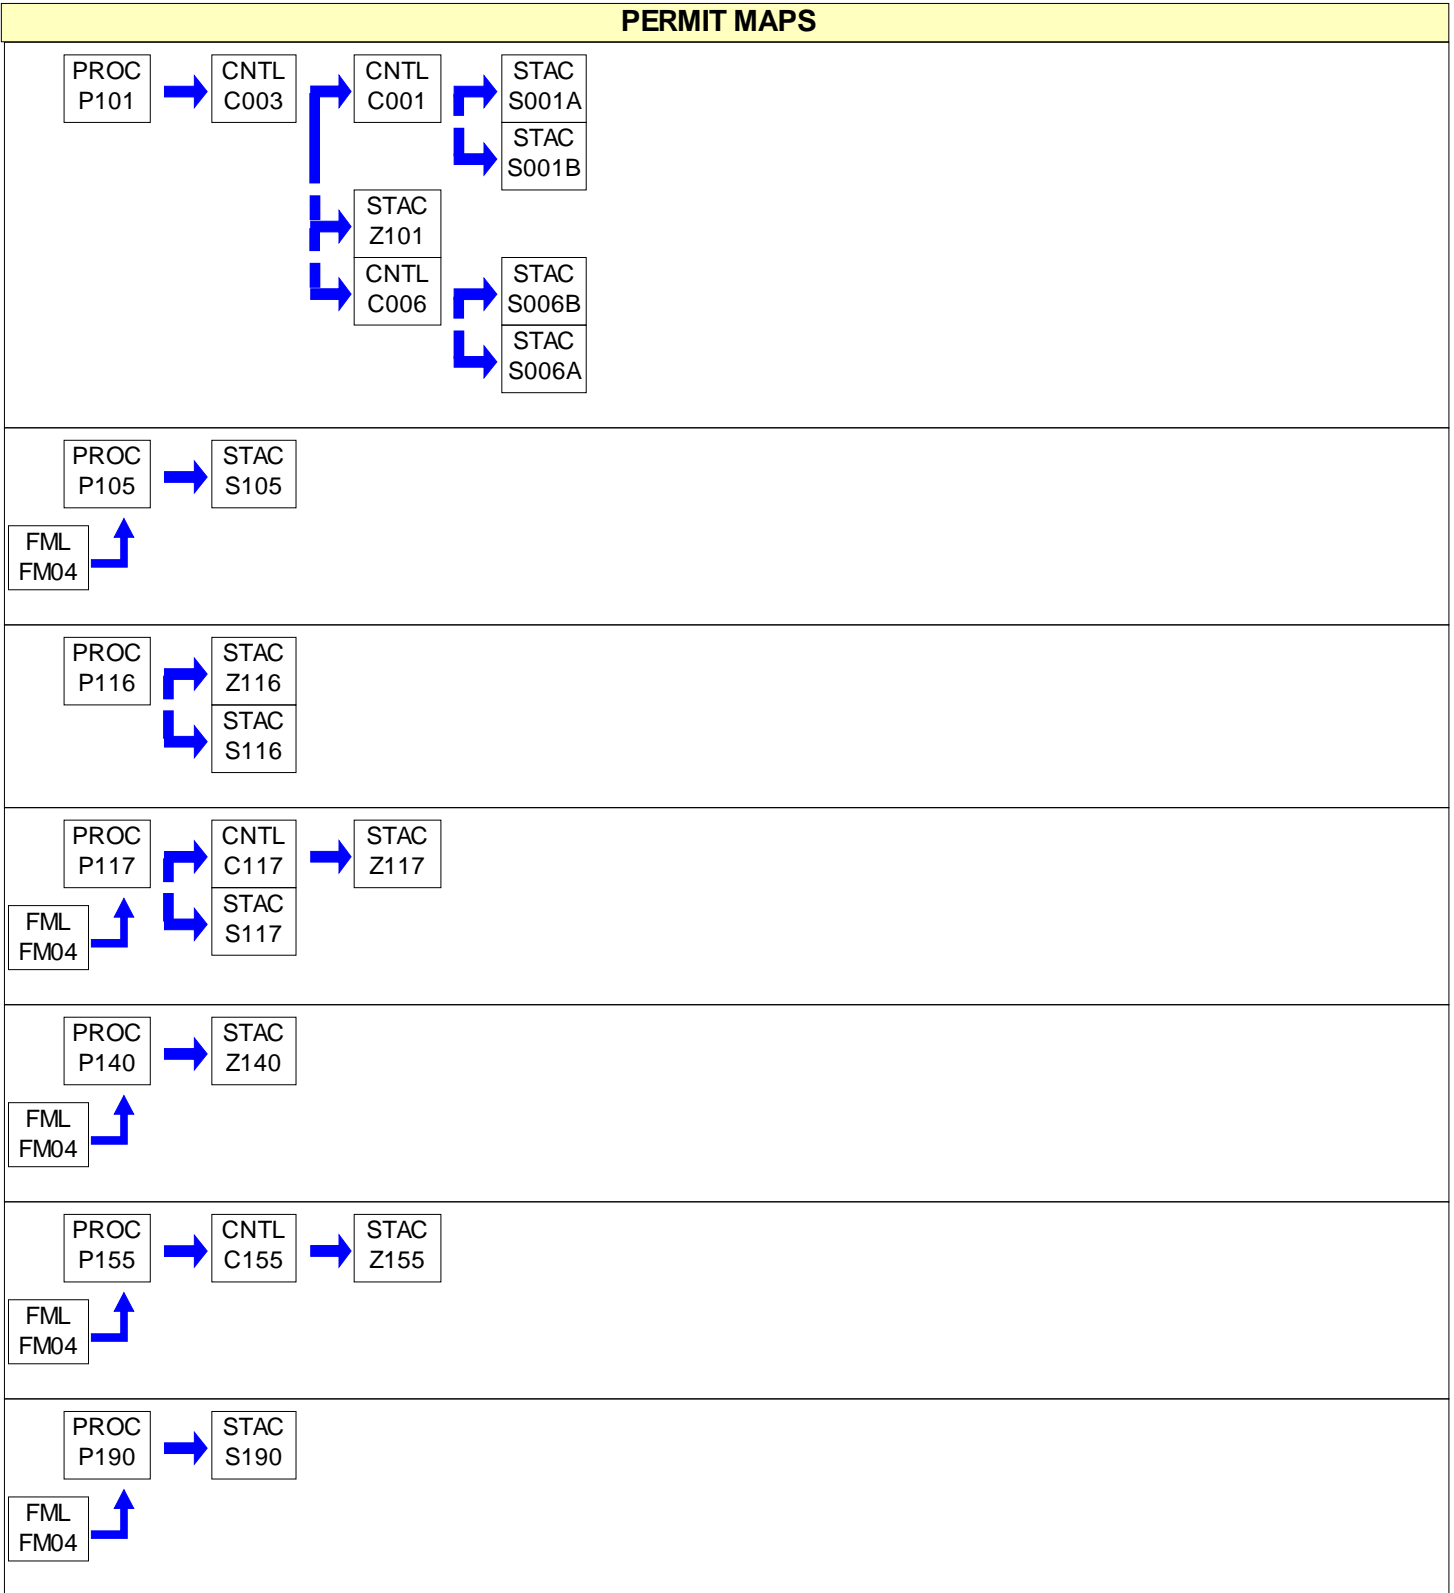 PERMIT MAPS
PROC
P101
CNTL
C003
CNTL
C001
STAC
S001A
STAC
S001B
STAC
Z101
CNTL
C006
STAC
S006B
STAC
S006A
PROC
P105
STAC
S105
FML
FM04
PROC
P116
STAC
Z116
STAC
S116
PROC
P117
CNTL
C117
STAC
Z117
STAC
S117
FML
FM04
PROC
P140
STAC
Z140
FML
FM04
PROC
P155
CNTL
C155
STAC
Z155
FML
FM04
PROC
P190
STAC
S190
FML
FM04